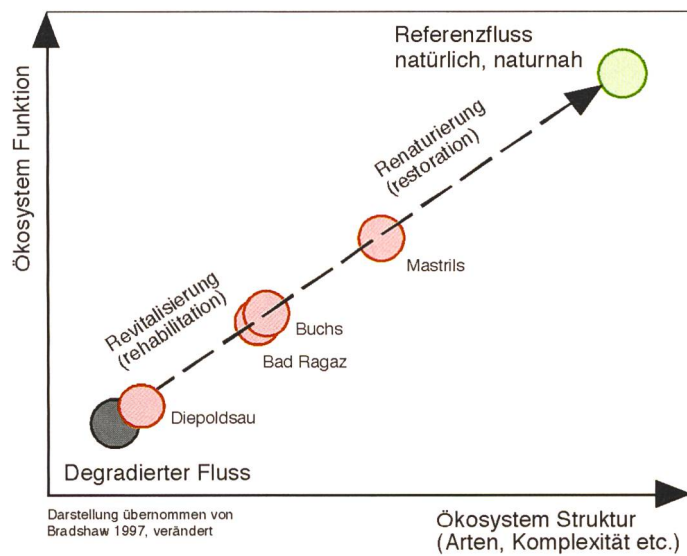 Referenzfluss
natürlich, naturnah
Ökosystem Funktion
Renaturierung
(restoration)
Mastrils
Revitalisierung
(rehabilitation)
Buchs
Bad Ragaz
Diepoldsau
Degradierter Fluss
Darstellung übernommen von
Bradshaw 1997, verändert
Ökosystem Struktur
(Arten, Komplexität etc.)